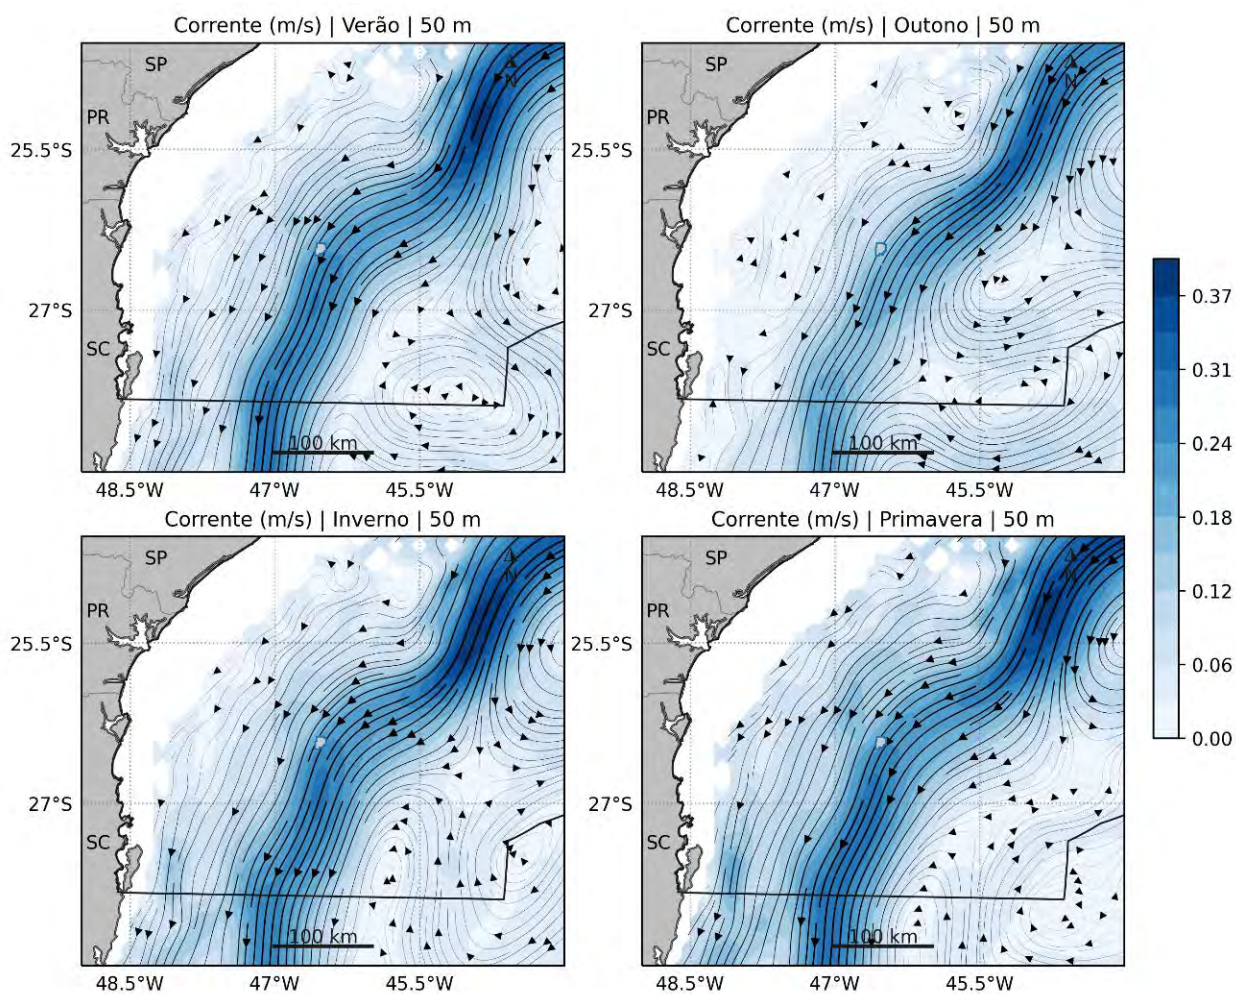 Corrente (m/s) | Verão | 50 m
SP
N
PR
25.5°S
27°S
SC
100 km
48.5°W 47°W 45.5°W
Corrente (m/s) | Outono | 50 m
SP
N
PR
25.5°S
27°S
SC
100 km
48.5°W 47°W 45.5°W
Corrente (m/s) | Inverno | 50 m
SP
N
PR
25.5°S
27°S
SC
100 km
48.5°W 47°W 45.5°W
Corrente (m/s) | Primavera | 50 m
SP
N
PR
25.5°S
27°S
SC
100 km
48.5°W 47°W 45.5°W
0.37
0.31
0.24
0.18
0.12
0.06
0.00